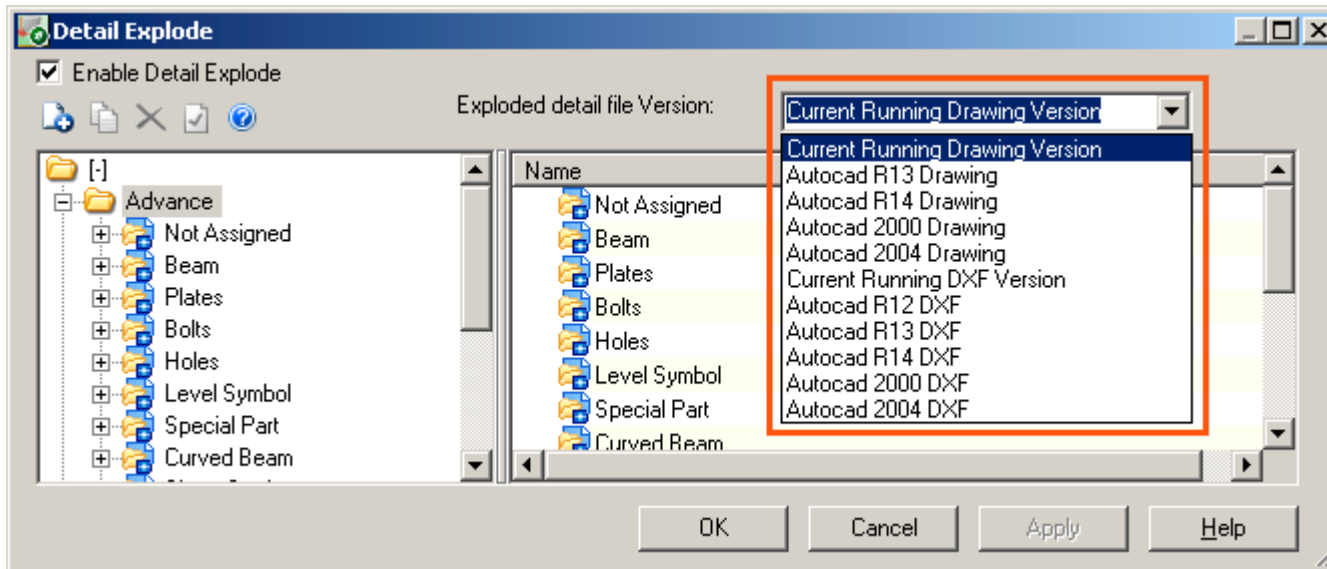 Detail Explode
Enable Detail Explode
Exploded detail file Version:
Current Running Drawing Version
Current Running Drawing Version
Autocad R13 Drawing
Autocad R14 Drawing
Autocad 2000 Drawing
Autocad 2004 Drawing
Current Running DXF Version
Autocad R12 DXF
Autocad R13 DXF
Autocad R14 DXF
Autocad 2000 DXF
Autocad 2004 DXF
[-]
Advance
Not Assigned
Beam
Plates
Bolts
Holes
Level Symbol
Special Part
Curved Beam
Name
Not Assigned
Beam
Plates
Bolts
Holes
Level Symbol
Special Part
Curved Beam
OK Cancel Apply Help